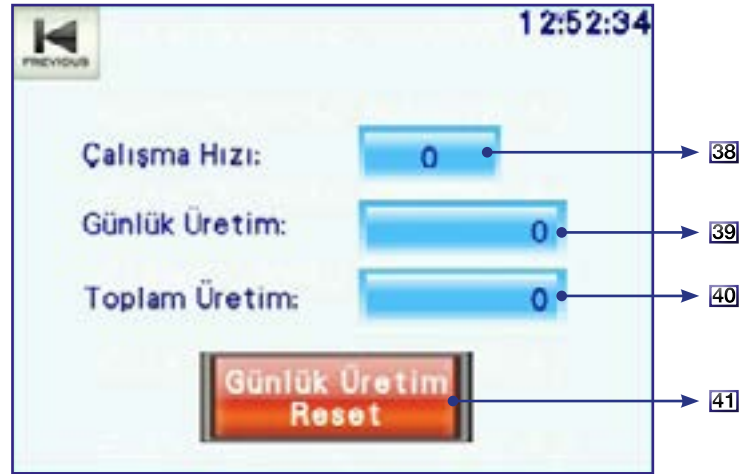 PREVIOUS
12:52:34
Çalışma Hızı: 0 38
Günlük Üretim: 0 39
Toplam Üretim: 0 40
Günlük Üretim
Reset
41